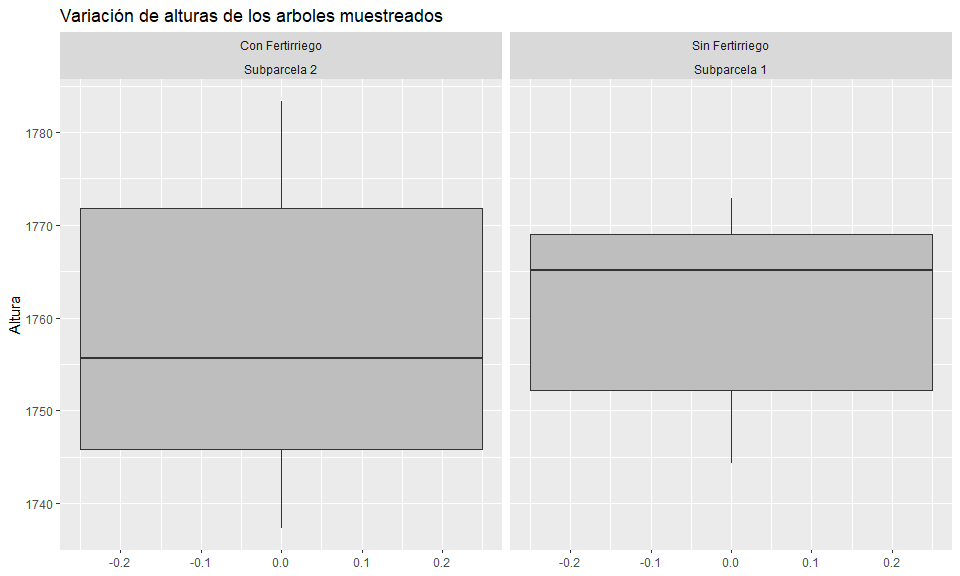 Variación de alturas de los arboles muestreados
Con Fertirriego
Subparcela 2
Sin Fertirriego
Subparcela 1
Altura
1780
1770
1760
1750
1740
-0.2 -0.1 0.0 0.1 0.2
-0.2 -0.1 0.0 0.1 0.2